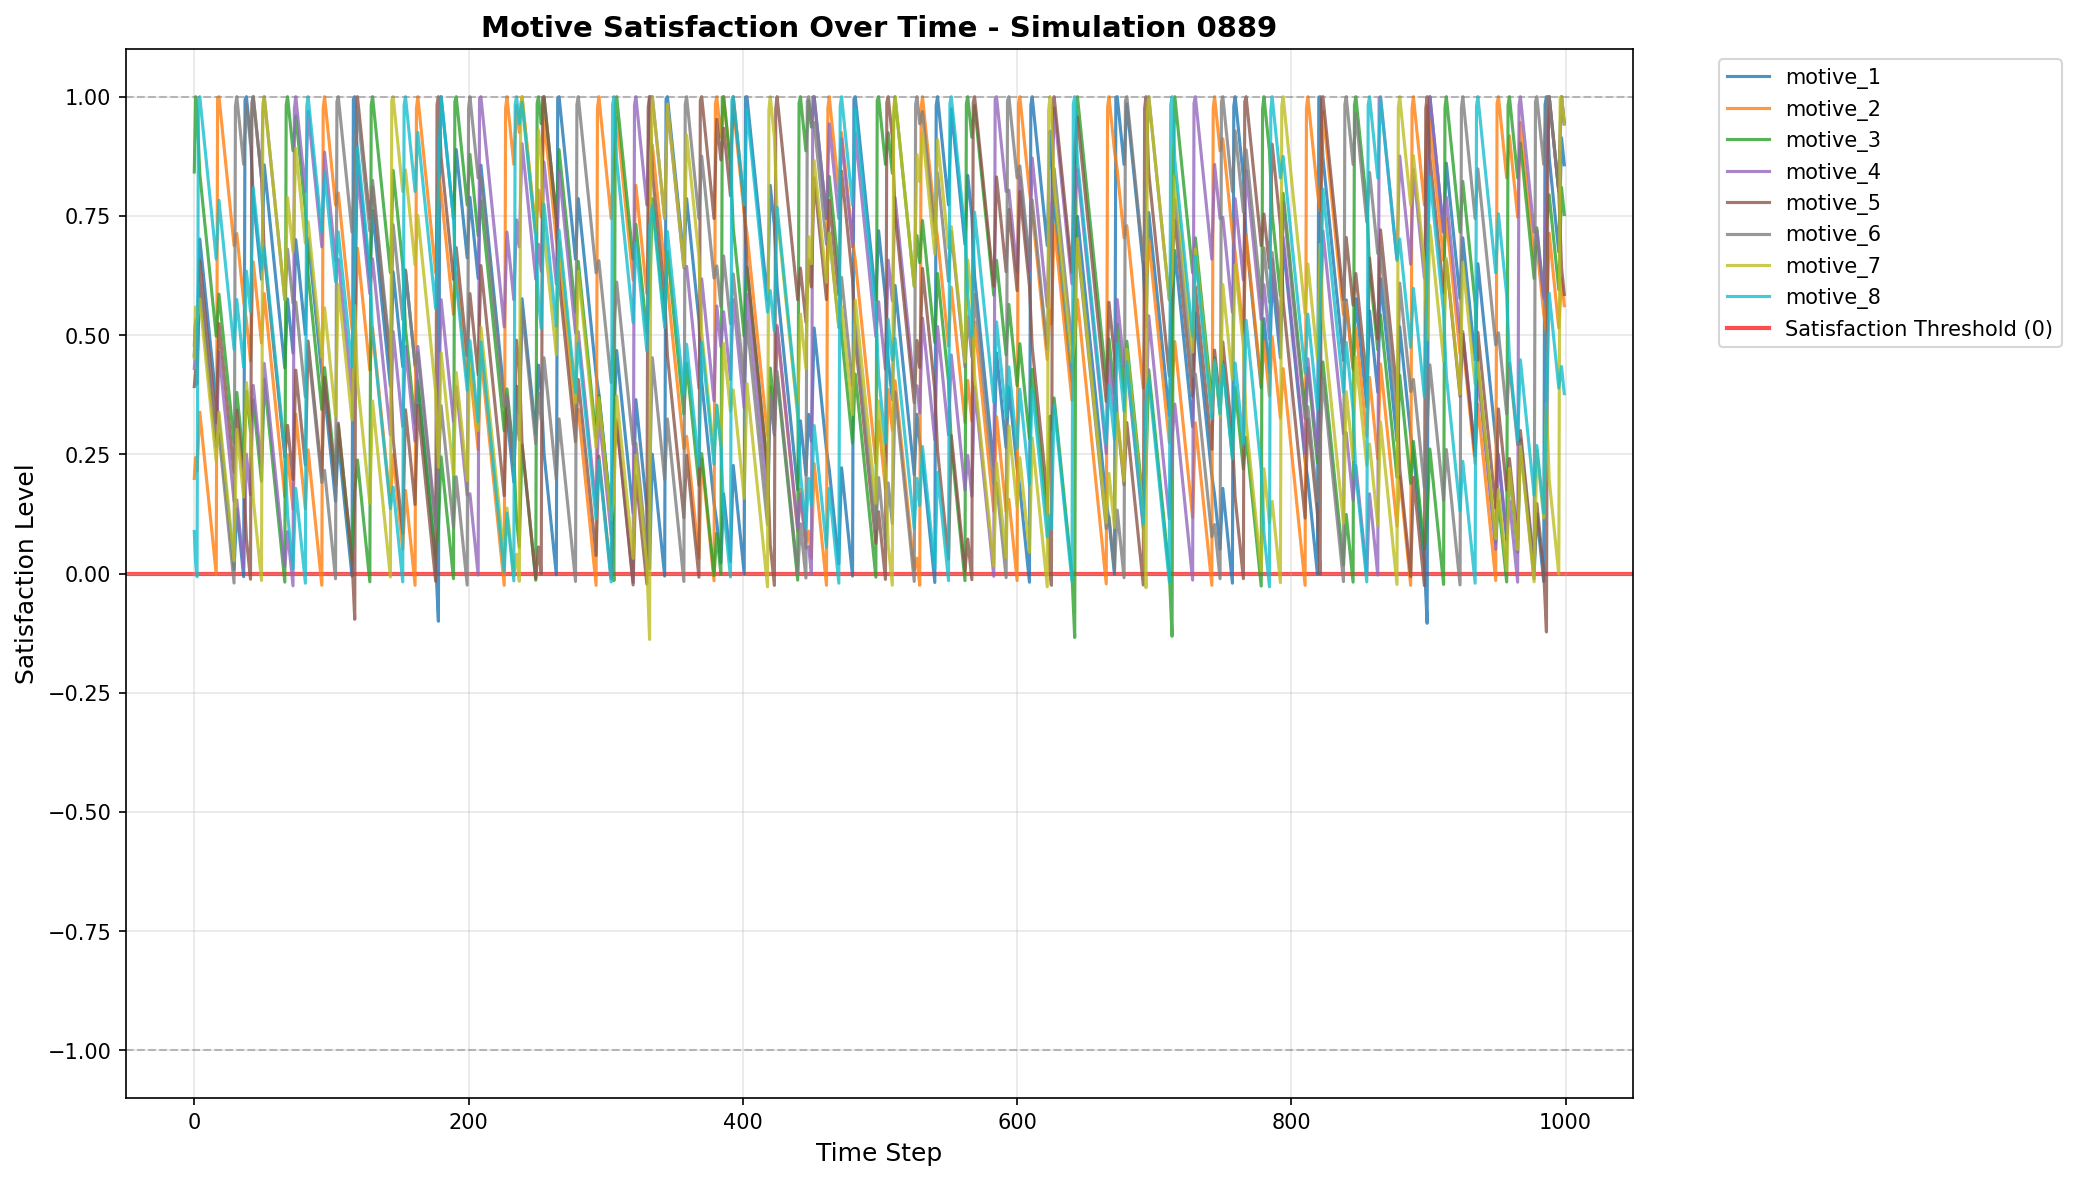 Motive Satisfaction Over Time - Simulation 0889
1.00
0.75
0.50
0.25
0.00
−0.25
−0.50
−0.75
−1.00
Satisfaction Level
0
200
400
600
800
1000
Time Step
motive_1
motive_2
motive_3
motive_4
motive_5
motive_6
motive_7
motive_8
Satisfaction Threshold (0)